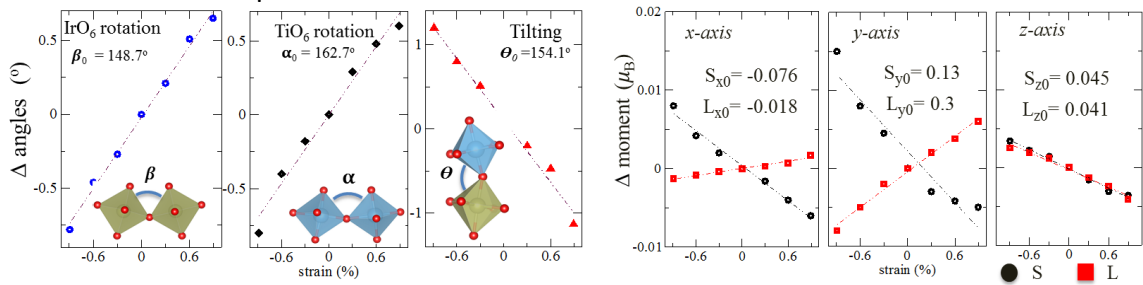 IrO6 rotation
β0 = 148.7º
Δ angles (º)
0.5
0
-0.5
-0.6 0 0.6
β
TiO6 rotation
α0 = 162.7º
0.5
0
-0.5
-0.6 0 0.6
strain (%)
α
Tilting
Θ0 =154.1º
1
0
-1
-0.6 0 0.6
Θ
x-axis
Sx0= -0.076
Lx0= -0.018
Δ moment (μB)
0.02
0.01
0
-0.01
-0.6 0 0.6
y-axis
Sy0= 0.13
Ly0= 0.3
-0.6 0 0.6
strain (%)
z-axis
Sz0= 0.045
Lz0= 0.041
-0.6 0 0.6
S L